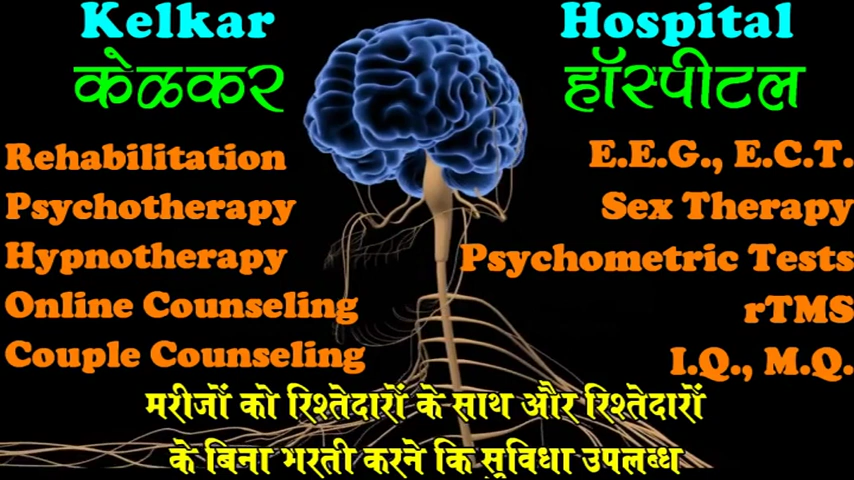 Kelkar Hospital
केळकर हॉस्पीटल
Rehabilitation
Psychotherapy
Hypnotherapy
Online Counseling
Couple Counseling
E.E.G., E.C.T.
Sex Therapy
Psychometric Tests
rTMS
I.Q., M.Q.
मरीजों को रिश्तेदारों के साथ और रिश्तेदारों
के बिना भरती करने कि सुविधा उपलब्ध